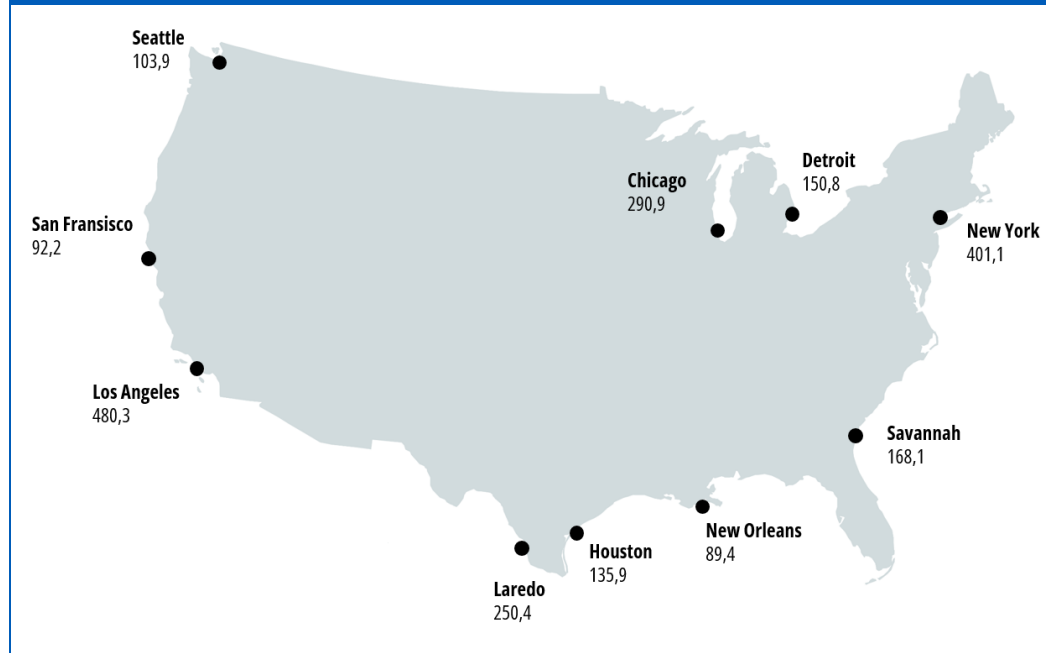 Seattle
103,9
Detroit
150,8
Chicago
290,9
San Fransisco
92,2
New York
401,1
Los Angeles
480,3
Savannah
168,1
New Orleans
89,4
Houston
135,9
Laredo
250,4